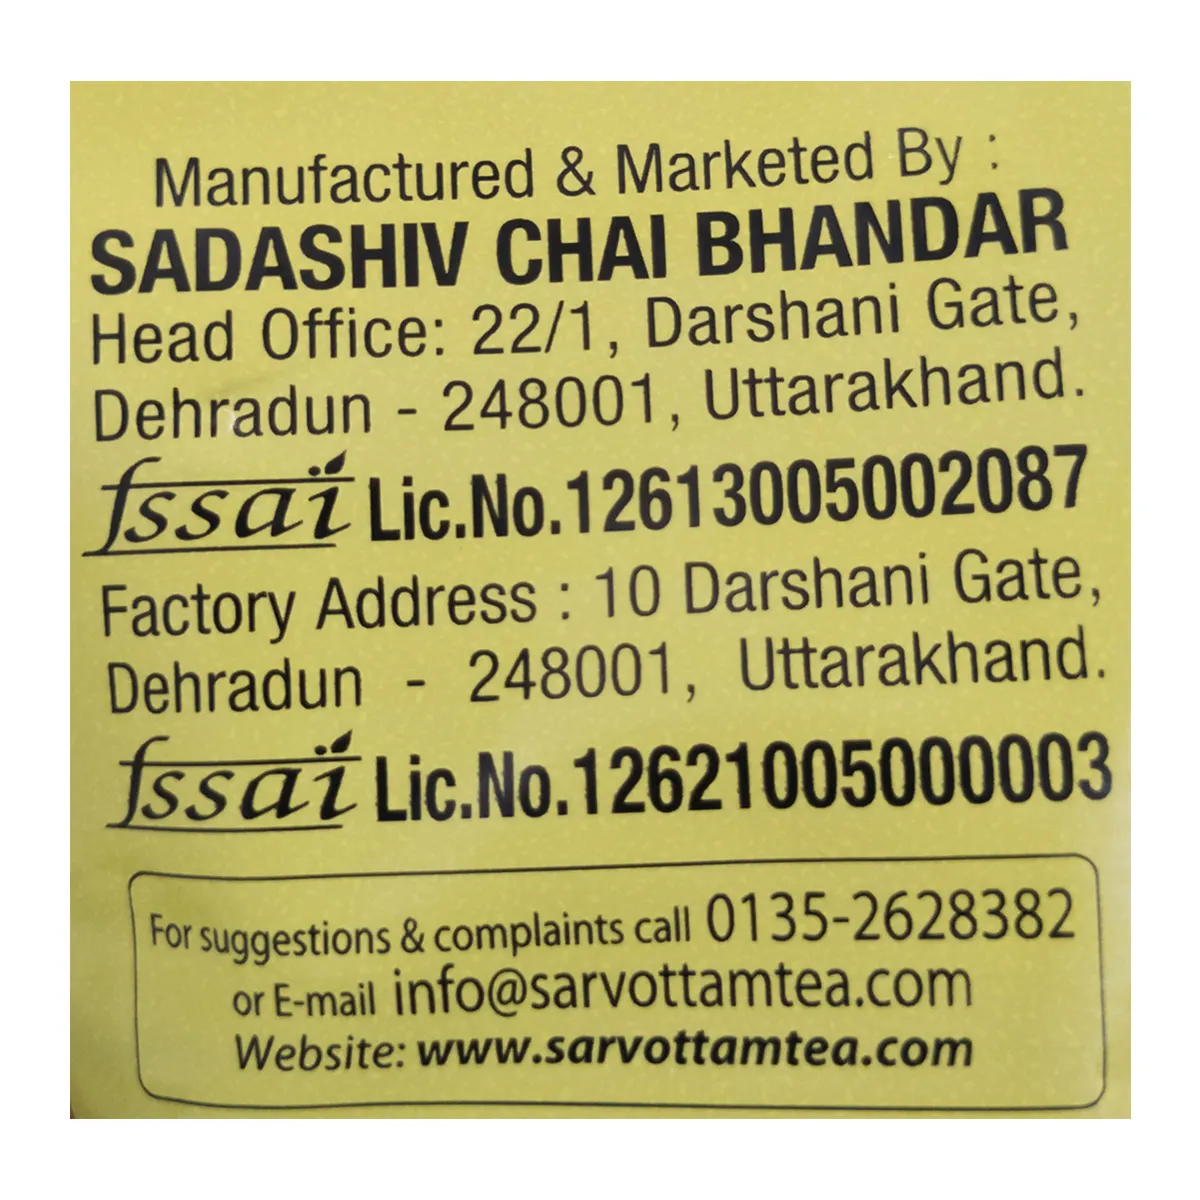 Manufactured & Marketed By :
SADASHIV CHAI BHANDAR
Head Office: 22/1, Darshani Gate,
Dehradun - 248001, Uttarakhand.
fssai Lic.No.12613005002087
Factory Address : 10 Darshani Gate,
Dehradun - 248001, Uttarakhand.
fssai Lic.No.12621005000003
For suggestions & complaints call 0135-2628382
or E-mail info@sarvottamtea.com
Website: www.sarvottamtea.com